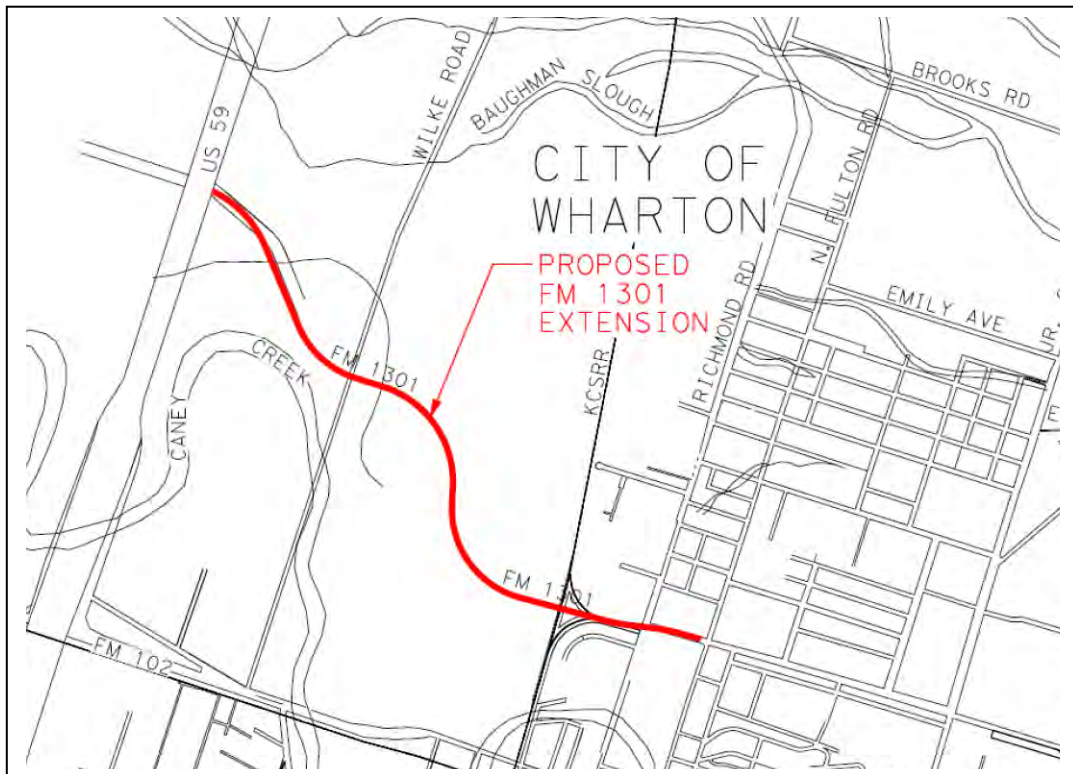 BROOKS RD
WILKE ROAD
BAUGHMAN
SLOUGH
US 59
CITY OF
WHARTON
N. FULTON RD
PROPOSED
FM 1301
EXTENSION
RICHMOND RD
EMILY AVE
CREEK
FM 1301
KCSRR
CANEY
FM 1301
FM 102